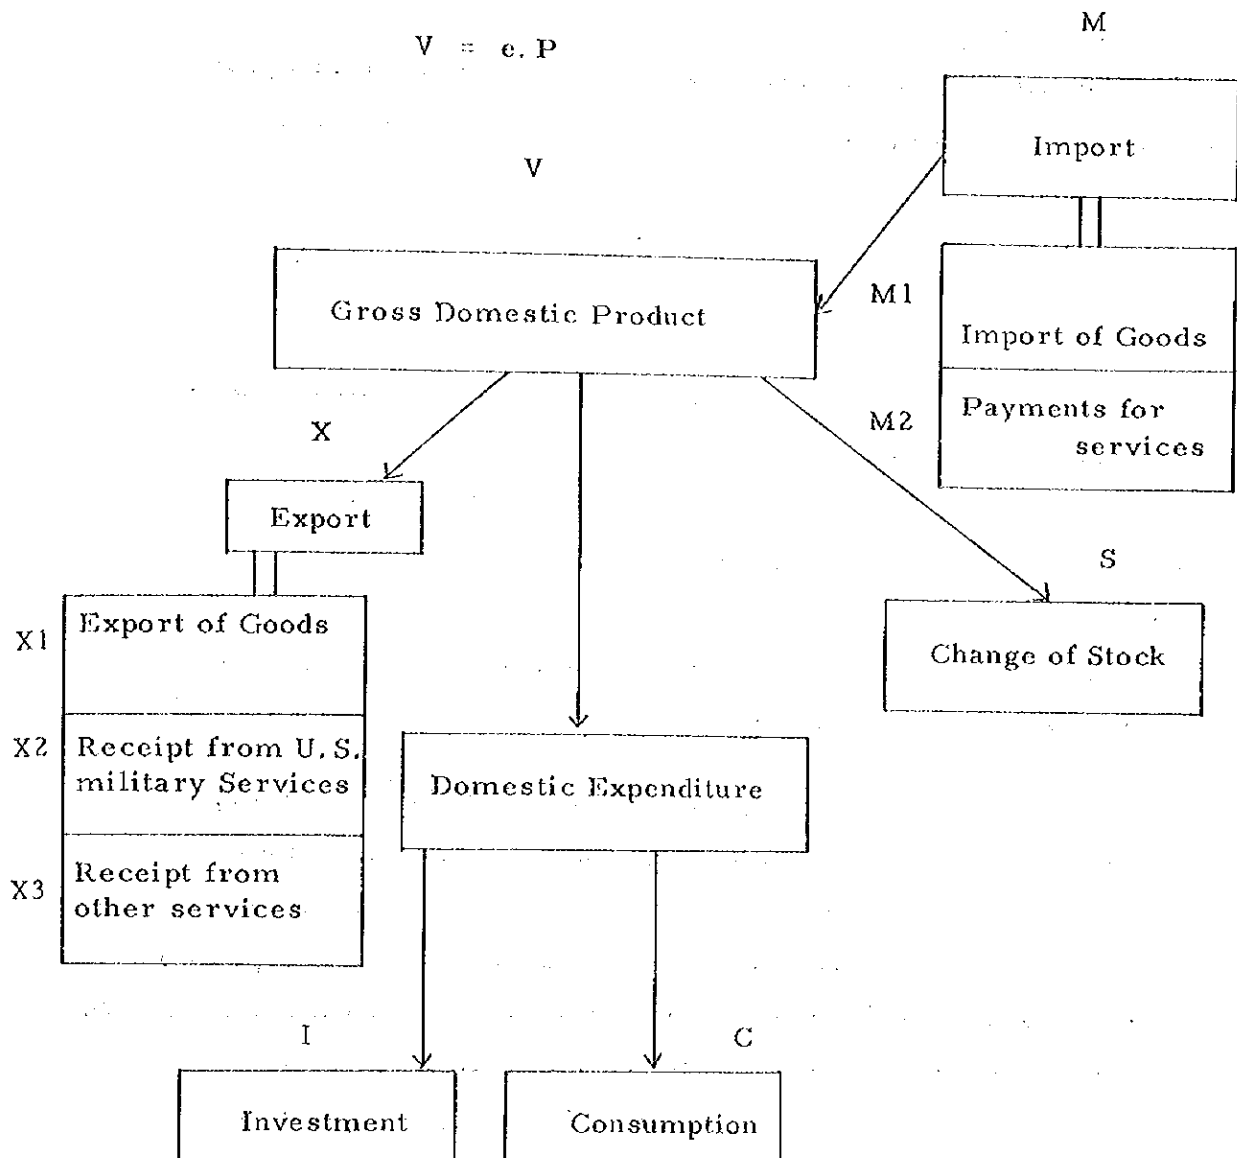 M
V = e. P
Import
V
Gross Domestic Product
M1
Import of Goods
M2
Payments for
services
X
Export
S
Change of Stock
X1
Export of Goods
X2
Receipt from U. S.
military Services
Domestic Expenditure
X3
Receipt from
other services
I
C
Investment
Consumption